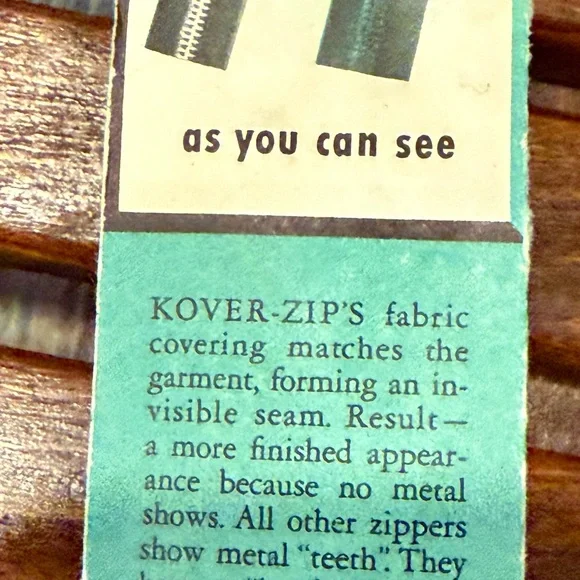 as you can see
KOVER-ZIP'S fabric
covering matches the
garment, forming an in-
visible seam. Result—
a more finished appear-
ance because no metal
shows. All other zippers
show metal "teeth". They